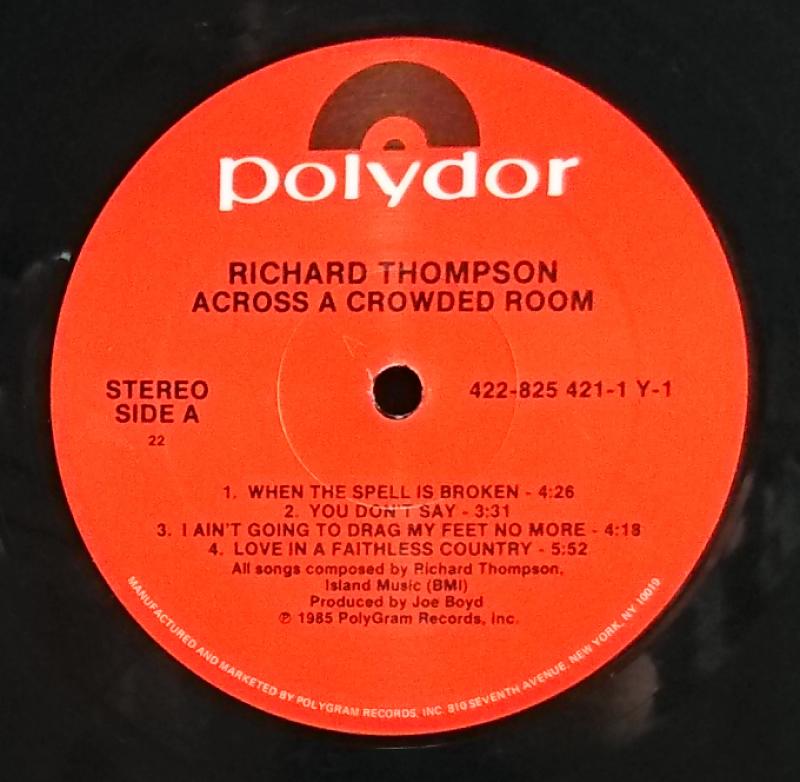 polydor
RICHARD THOMPSON
ACROSS A CROWDED ROOM
STEREO
SIDE A
22
422-825 421-1 Y-1
1. WHEN THE SPELL IS BROKEN - 4:26
2. YOU DON'T SAY - 3:31
3. I AIN'T GOING TO DRAG MY FEET NO MORE - 4:18
4. LOVE IN A FAITHLESS COUNTRY - 5:52
All songs composed by Richard Thompson,
Island Music (BMI)
Produced by Joe Boyd
℗ 1985 PolyGram Records, Inc.
MANUFACTURED AND MARKETED BY POLYGRAM RECORDS, INC. 810 SEVENTH AVENUE, NEW YORK, N.Y. 10019